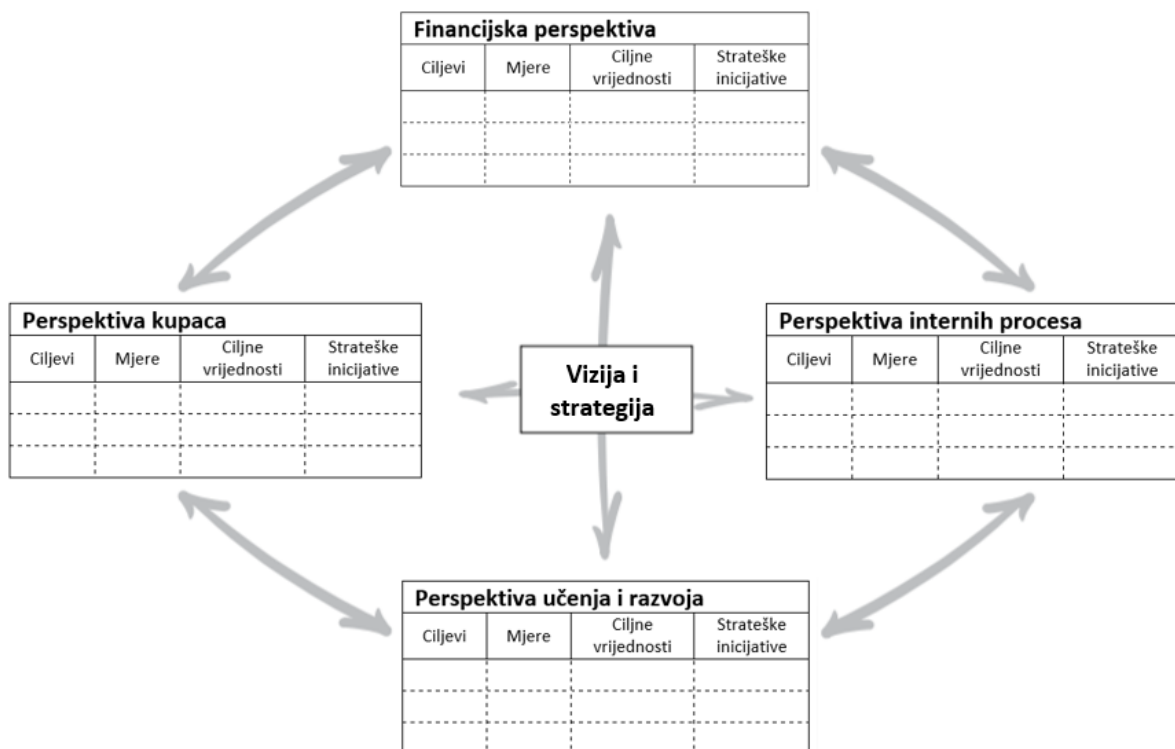 Financijska perspektiva
Ciljevi Mjere Ciljne vrijednosti Strateške inicijative
Perspektiva kupaca
Ciljevi Mjere Ciljne vrijednosti Strateške inicijative
Vizija i
strategija
Perspektiva internih procesa
Ciljevi Mjere Ciljne vrijednosti Strateške inicijative
Perspektiva učenja i razvoja
Ciljevi Mjere Ciljne vrijednosti Strateške inicijative